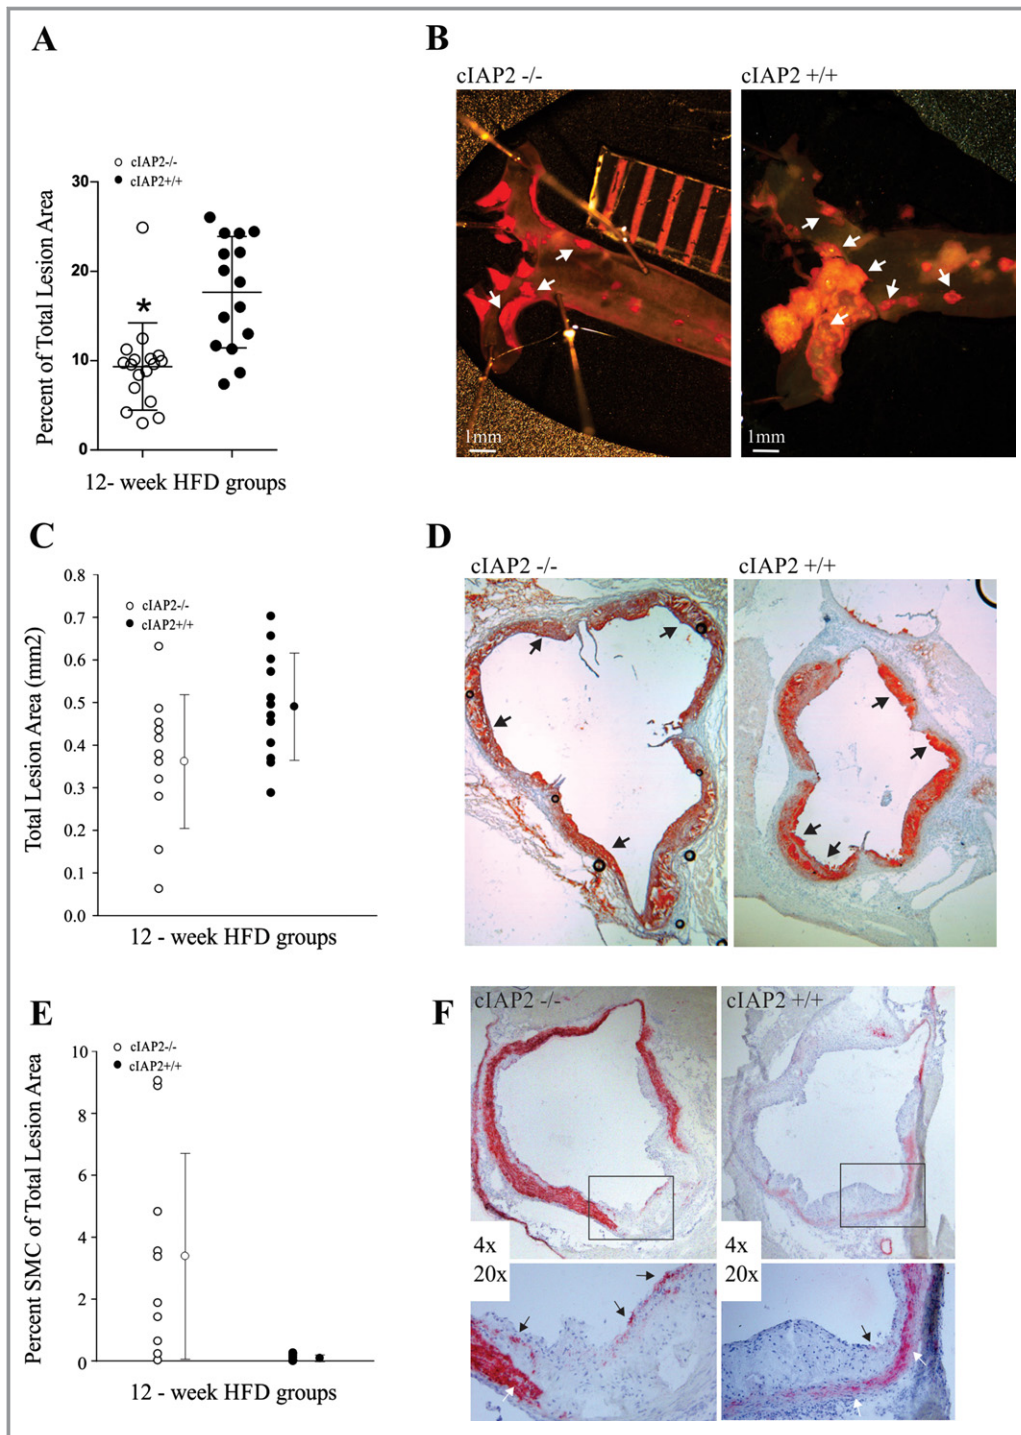 A
cIAP2-/-
cIAP2+/+
30
20
10
0
*
Percent of Total Lesion Area
12- week HFD groups
B
cIAP2 -/-
cIAP2 +/+
1mm
1mm
C
0.8
0.7
0.6
0.5
0.4
0.3
0.2
0.1
0.0
cIAP2-/-
cIAP2+/+
Total Lesion Area (mm2)
12 - week HFD groups
D
cIAP2 -/-
cIAP2 +/+
E
10
8
6
4
2
0
cIAP2-/-
cIAP2+/+
Percent SMC of Total Lesion Area
12 - week HFD groups
F
cIAP2 -/-
cIAP2 +/+
4x
4x
20x
20x